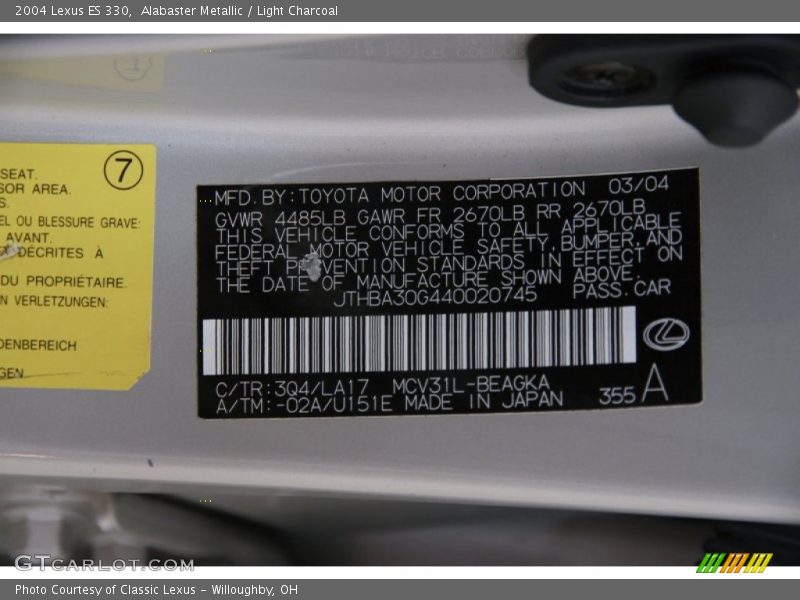 2004 Lexus ES 330,  Alabaster Metallic / Light Charcoal
7
SEAT.
SOR AREA.
S.
EL OU BLESSURE GRAVE:
AVANT.
DÉCRITES À
DU PROPRIÉTAIRE.
N VERLETZUNGEN:
DENBEREICH
GEN
MFD. BY: TOYOTA MOTOR CORPORATION 03/04
GVWR 4485LB GAWR FR 2670LB RR 2670LB
THIS VEHICLE CONFORMS TO ALL APPLICABLE
FEDERAL MOTOR VEHICLE SAFETY, BUMPER, AND
THEFT PREVENTION STANDARDS IN EFFECT ON
THE DATE OF MANUFACTURE SHOWN ABOVE.
JTHBA30G440020745 PASS. CAR
C/TR: 3Q4/LA17 MCV31L-BEAGKA
A/TM: -02A/U151E MADE IN JAPAN 355 A
GTCARLOT.COM
Photo Courtesy of Classic Lexus - Willoughby, OH